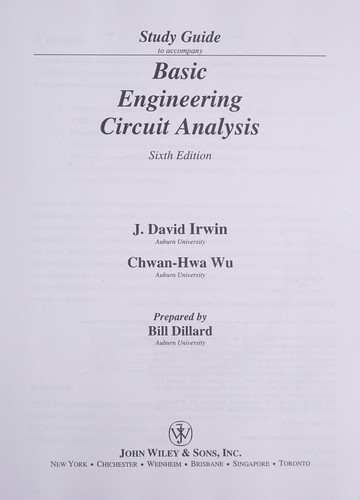 Study Guide
to accompany
Basic
Engineering
Circuit Analysis
Sixth Edition
J. David Irwin
Auburn University
Chwan-Hwa Wu
Auburn University
Prepared by
Bill Dillard
Auburn University
JOHN WILEY & SONS, INC.
NEW YORK • CHICHESTER • WEINHEIM • BRISBANE • SINGAPORE • TORONTO